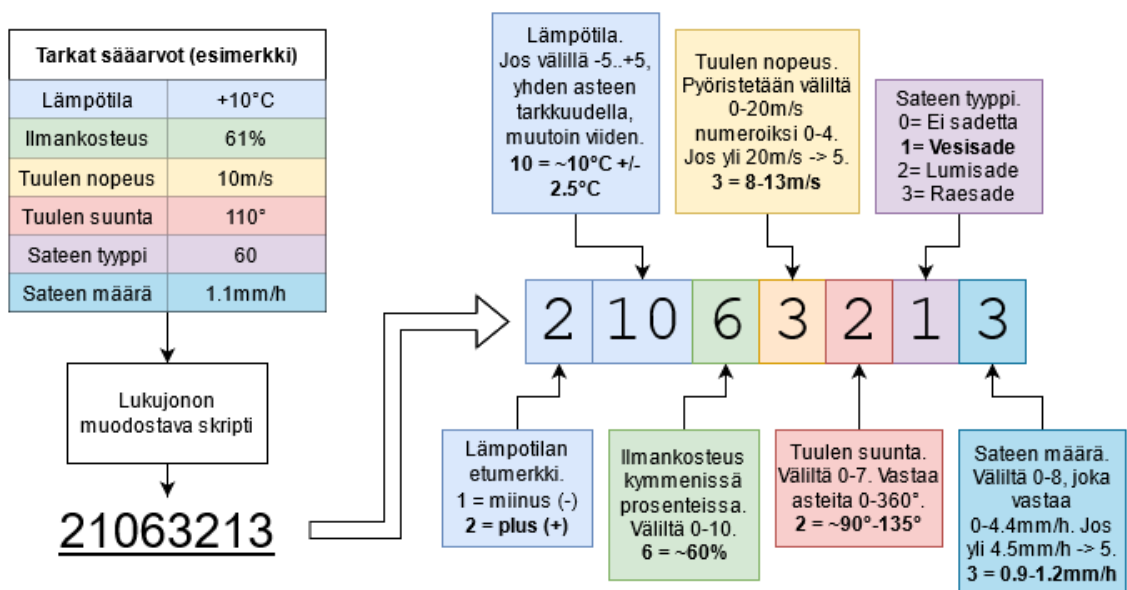 Tarkat sääarvot (esimerkki)
Lämpötila +10°C
Ilmankosteus 61%
Tuulen nopeus 10m/s
Tuulen suunta 110°
Sateen tyyppi 60
Sateen määrä 1.1mm/h
Lukujonon
muodostava skripti
21063213
Lämpötila.
Jos välillä -5..+5,
yhden asteen
tarkkuudella,
muutoin viiden.
10 = ~10°C +/-
2.5°C
Tuulen nopeus.
Pyöristetään väliltä
0-20m/s
numeroiksi 0-4.
Jos yli 20m/s -> 5.
3 = 8-13m/s
Sateen tyyppi.
0= Ei sadetta
1= Vesisade
2= Lumisade
3= Raesade
2 10 6 3 2 1 3
Lämpotilan
etumerkki.
1 = miinus (-)
2 = plus (+)
Ilmankosteus
kymmenissä
prosenteissa.
Väliltä 0-10.
6 = ~60%
Tuulen suunta.
Väliltä 0-7. Vastaa
asteita 0-360°.
2 = ~90°-135°
Sateen määrä.
Väliltä 0-8, joka
vastaa
0-4.4mm/h. Jos
yli 4.5mm/h -> 5.
3 = 0.9-1.2mm/h